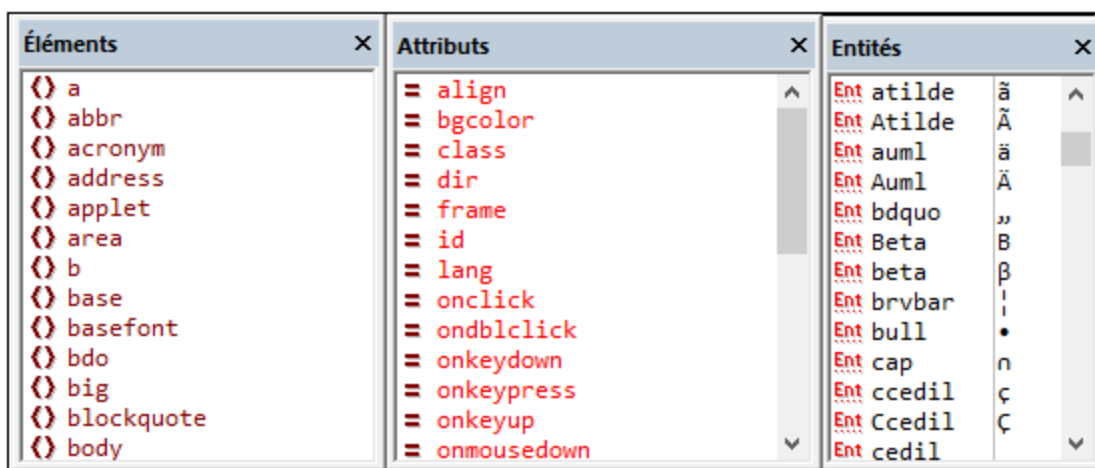 Éléments
a
abbr
acronym
address
applet
area
b
base
basefont
bdo
big
blockquote
body
Attributs
= align
= bgcolor
= class
= dir
= frame
= id
= lang
= onclick
= ondblclick
= onkeydown
= onkeypress
= onkeyup
= onmousedown
Entités
Ent atilde ã
Ent Atilde Ã
Ent auml ä
Ent Auml Ä
Ent bdquo „
Ent Beta Β
Ent beta β
Ent brvbar ¦
Ent bull •
Ent cap ∩
Ent ccedil ç
Ent Ccedil Ç
Ent cedil